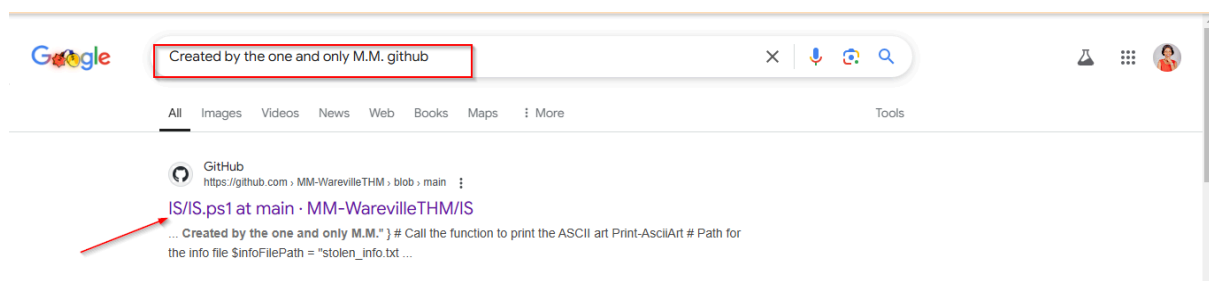 Google
Created by the one and only M.M. github
All Images Videos News Web Books Maps ⋮ More Tools
GitHub
https://github.com › MM-WarevilleTHM › blob › main ⋮
IS/IS.ps1 at main · MM-WarevilleTHM/IS
... Created by the one and only M.M." } # Call the function to print the ASCII art Print-AsciiArt # Path for
the info file $infoFilePath = "stolen_info.txt ...